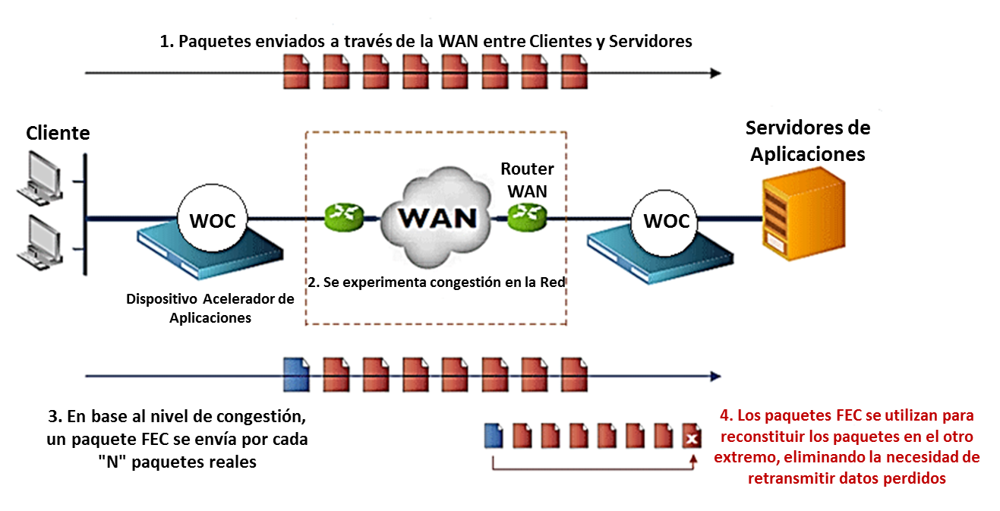 1. Paquetes enviados a través de la WAN entre Clientes y Servidores
Cliente
Servidores de
Aplicaciones
Router
WAN
WOC
WAN
WOC
2. Se experimenta congestión en la Red
Dispositivo Acelerador de
Aplicaciones
3. En base al nivel de congestión,
un paquete FEC se envía por cada
"N" paquetes reales
4. Los paquetes FEC se utilizan para
reconstituir los paquetes en el otro
extremo, eliminando la necesidad de
retransmitir datos perdidos